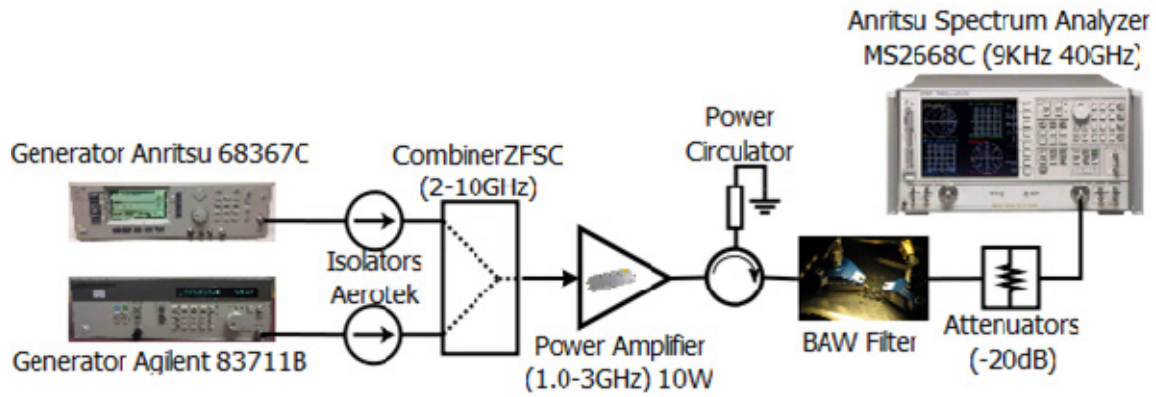 Anritsu Spectrum Analyzer
MS2668C (9KHz 40GHz)
Power
Circulator
Generator Anritsu 68367C
CombinerZFSC
(2-10GHz)
Isolators
Aerotek
Generator Agilent 83711B
Power Amplifier
(1.0-3GHz) 10W
BAW Filter
Attenuators
(-20dB)